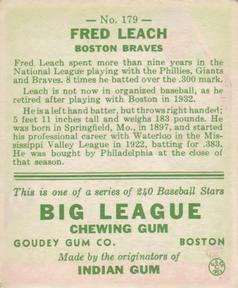 — No. 179 —
FRED LEACH
BOSTON BRAVES
Fred Leach spent more than nine years in the
National League playing with the Phillies, Giants
and Braves. 8 times he batted over the .300 mark.
Leach is not now in organized baseball, as he
retired after playing with Boston in 1932.
He is a left hand batter, but throws right handed;
5 feet 11 inches tall and weighs 183 pounds. He
was born in Springfield, Mo., in 1897, and started
his professional career with Waterloo in the Mis-
sissippi Valley League in 1922, batting .383.
He was bought by Philadelphia at the close of
that season.
This is one of a series of 240 Baseball Stars
BIG LEAGUE
CHEWING GUM
GOUDEY GUM CO. BOSTON
Made by the originators of
INDIAN GUM